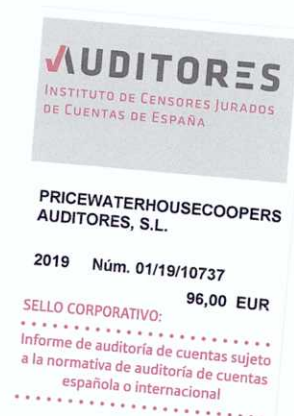 AUDITORES
INSTITUTO DE CENSORES JURADOS
DE CUENTAS DE ESPAÑA
PRICEWATERHOUSECOOPERS
AUDITORES, S.L.
2019 Núm. 01/19/10737
96,00 EUR
SELLO CORPORATIVO:
Informe de auditoría de cuentas sujeto
a la normativa de auditoría de cuentas
española o internacional